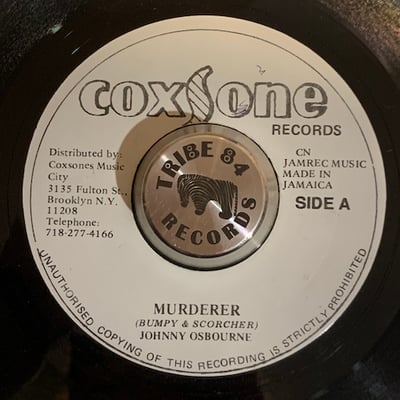 coxsone
RECORDS
Distributed by:
Coxsones Music
City
3135 Fulton St.,
Brooklyn N.Y.
11208
Telephone:
718-277-4166
TRIBE 84
RECORDS
CN
JAMREC MUSIC
MADE IN
JAMAICA
SIDE A
MURDERER
(BUMPY & SCORCHER)
JOHNNY OSBOURNE
UNAUTHORISED COPYING OF THIS RECORDING IS STRICTLY PROHIBITED